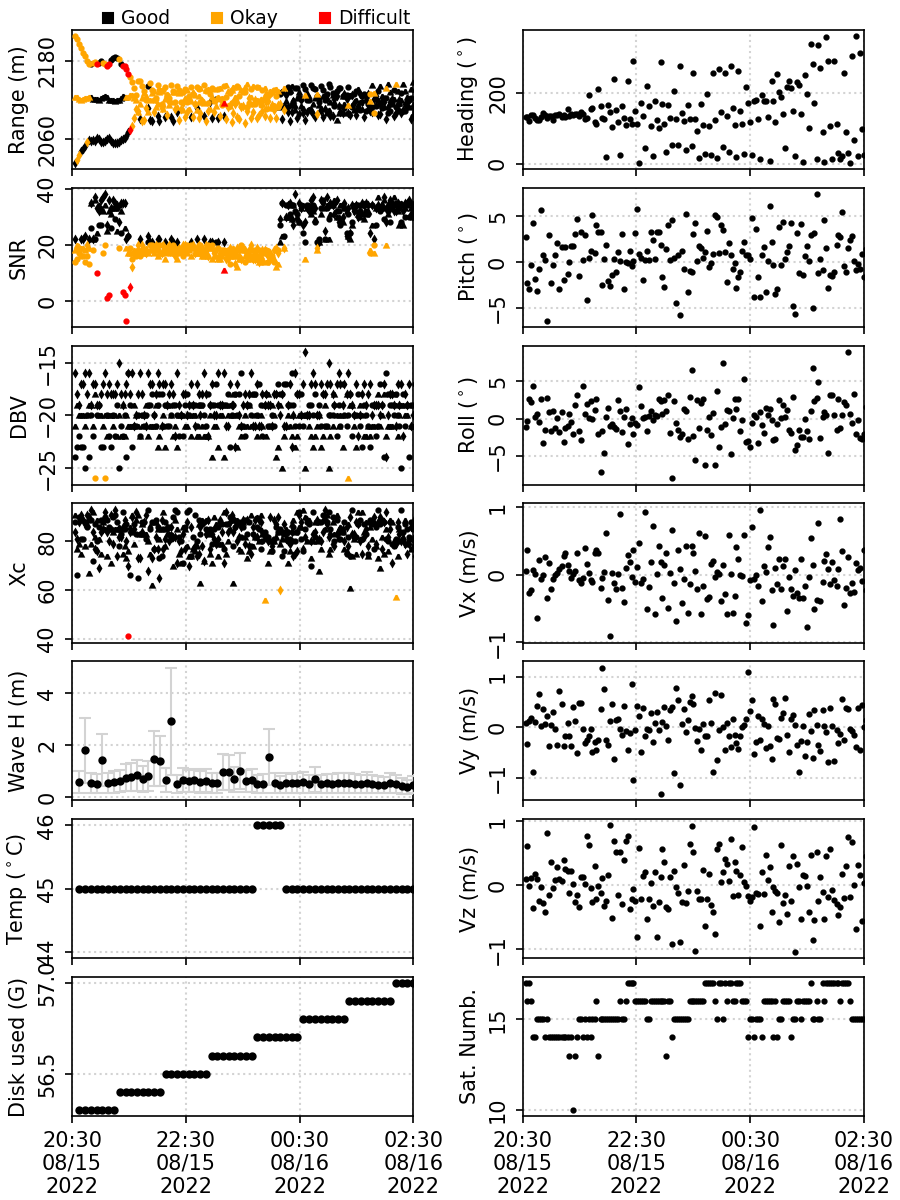 Good Okay Difficult
Range (m)
2180
2060
Heading (°)
200
0
SNR
40
20
0
Pitch (°)
5
0
−5
DBV
−15
−20
−25
Roll (°)
5
0
−5
Xc
80
60
40
Vx (m/s)
1
0
−1
Wave H (m)
4
2
0
Vy (m/s)
1
0
−1
Temp (°C)
46
45
44
Vz (m/s)
1
0
−1
Disk used (G)
57.0
56.5
Sat. Numb.
15
10
20:30 22:30 00:30 02:30
08/15 08/15 08/16 08/16
2022 2022 2022 2022
20:30 22:30 00:30 02:30
08/15 08/15 08/16 08/16
2022 2022 2022 2022